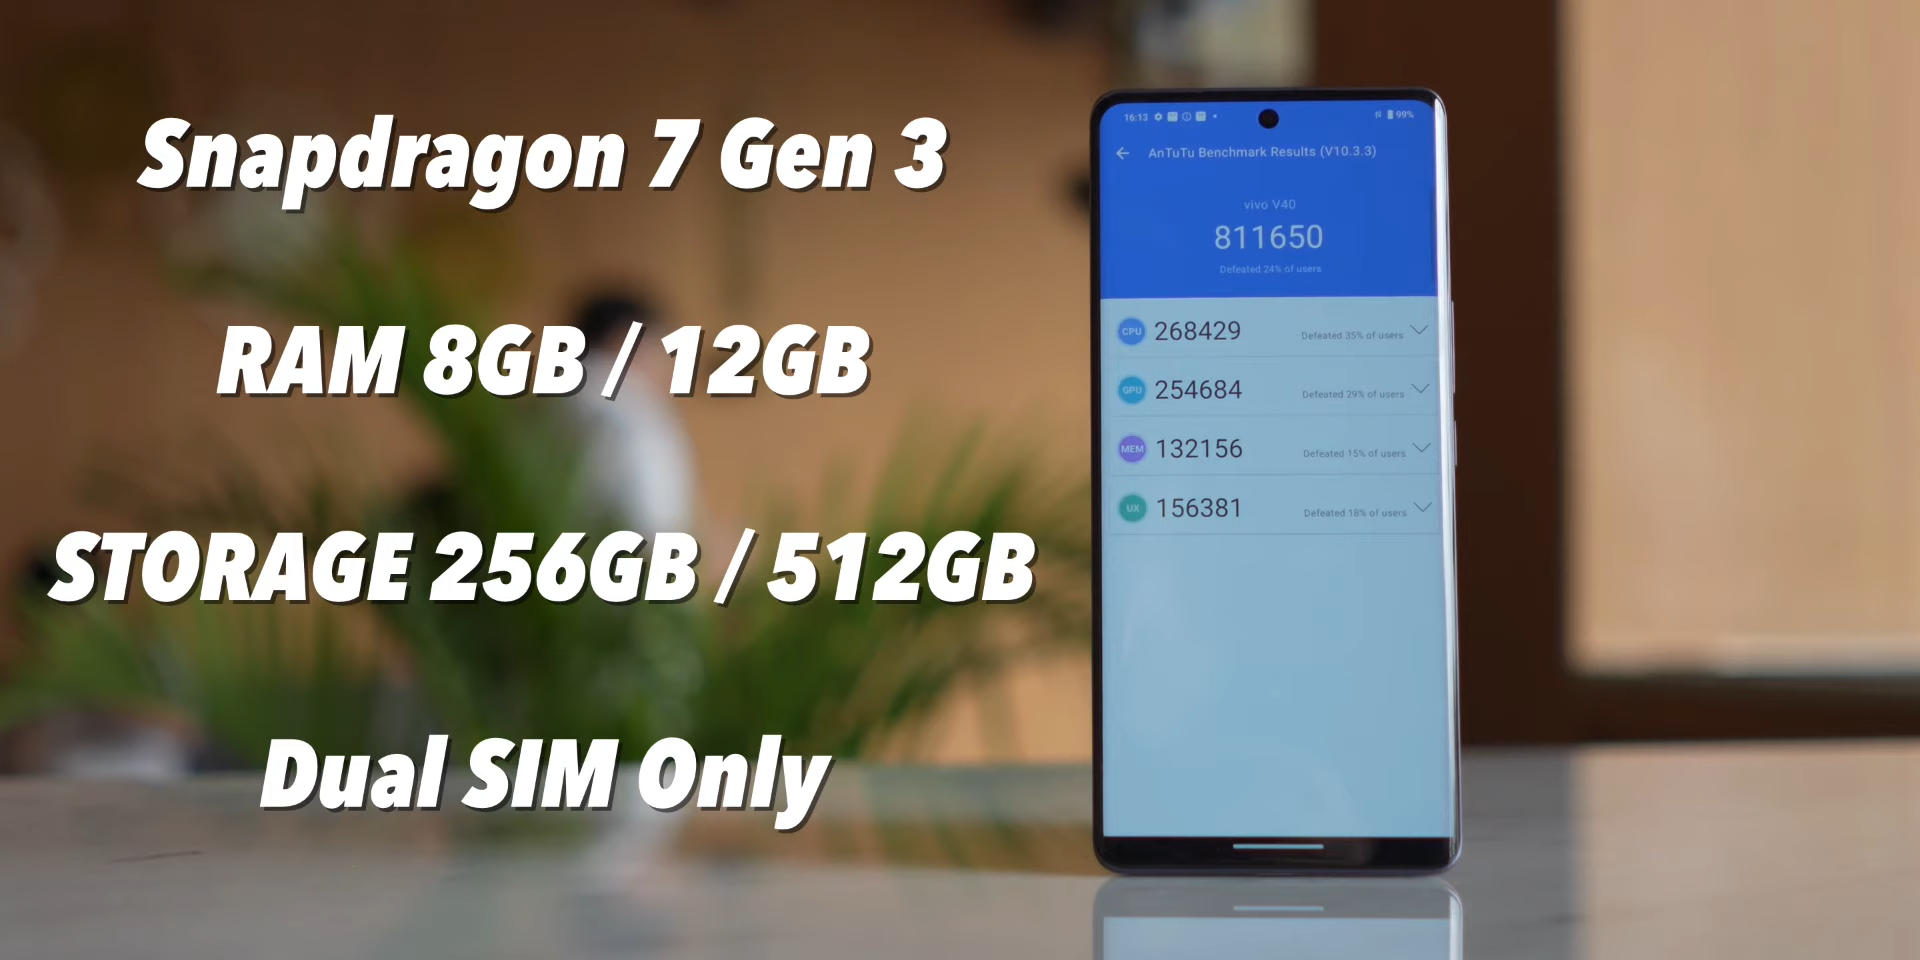 Snapdragon 7 Gen 3
RAM 8GB / 12GB
STORAGE 256GB / 512GB
Dual SIM Only
16:13
99%
AnTuTu Benchmark Results (V10.3.3)
vivo V40
811650
Defeated 24% of users
CPU 268429 Defeated 35% of users
GPU 254684 Defeated 29% of users
MEM 132156 Defeated 15% of users
UX 156381 Defeated 18% of users